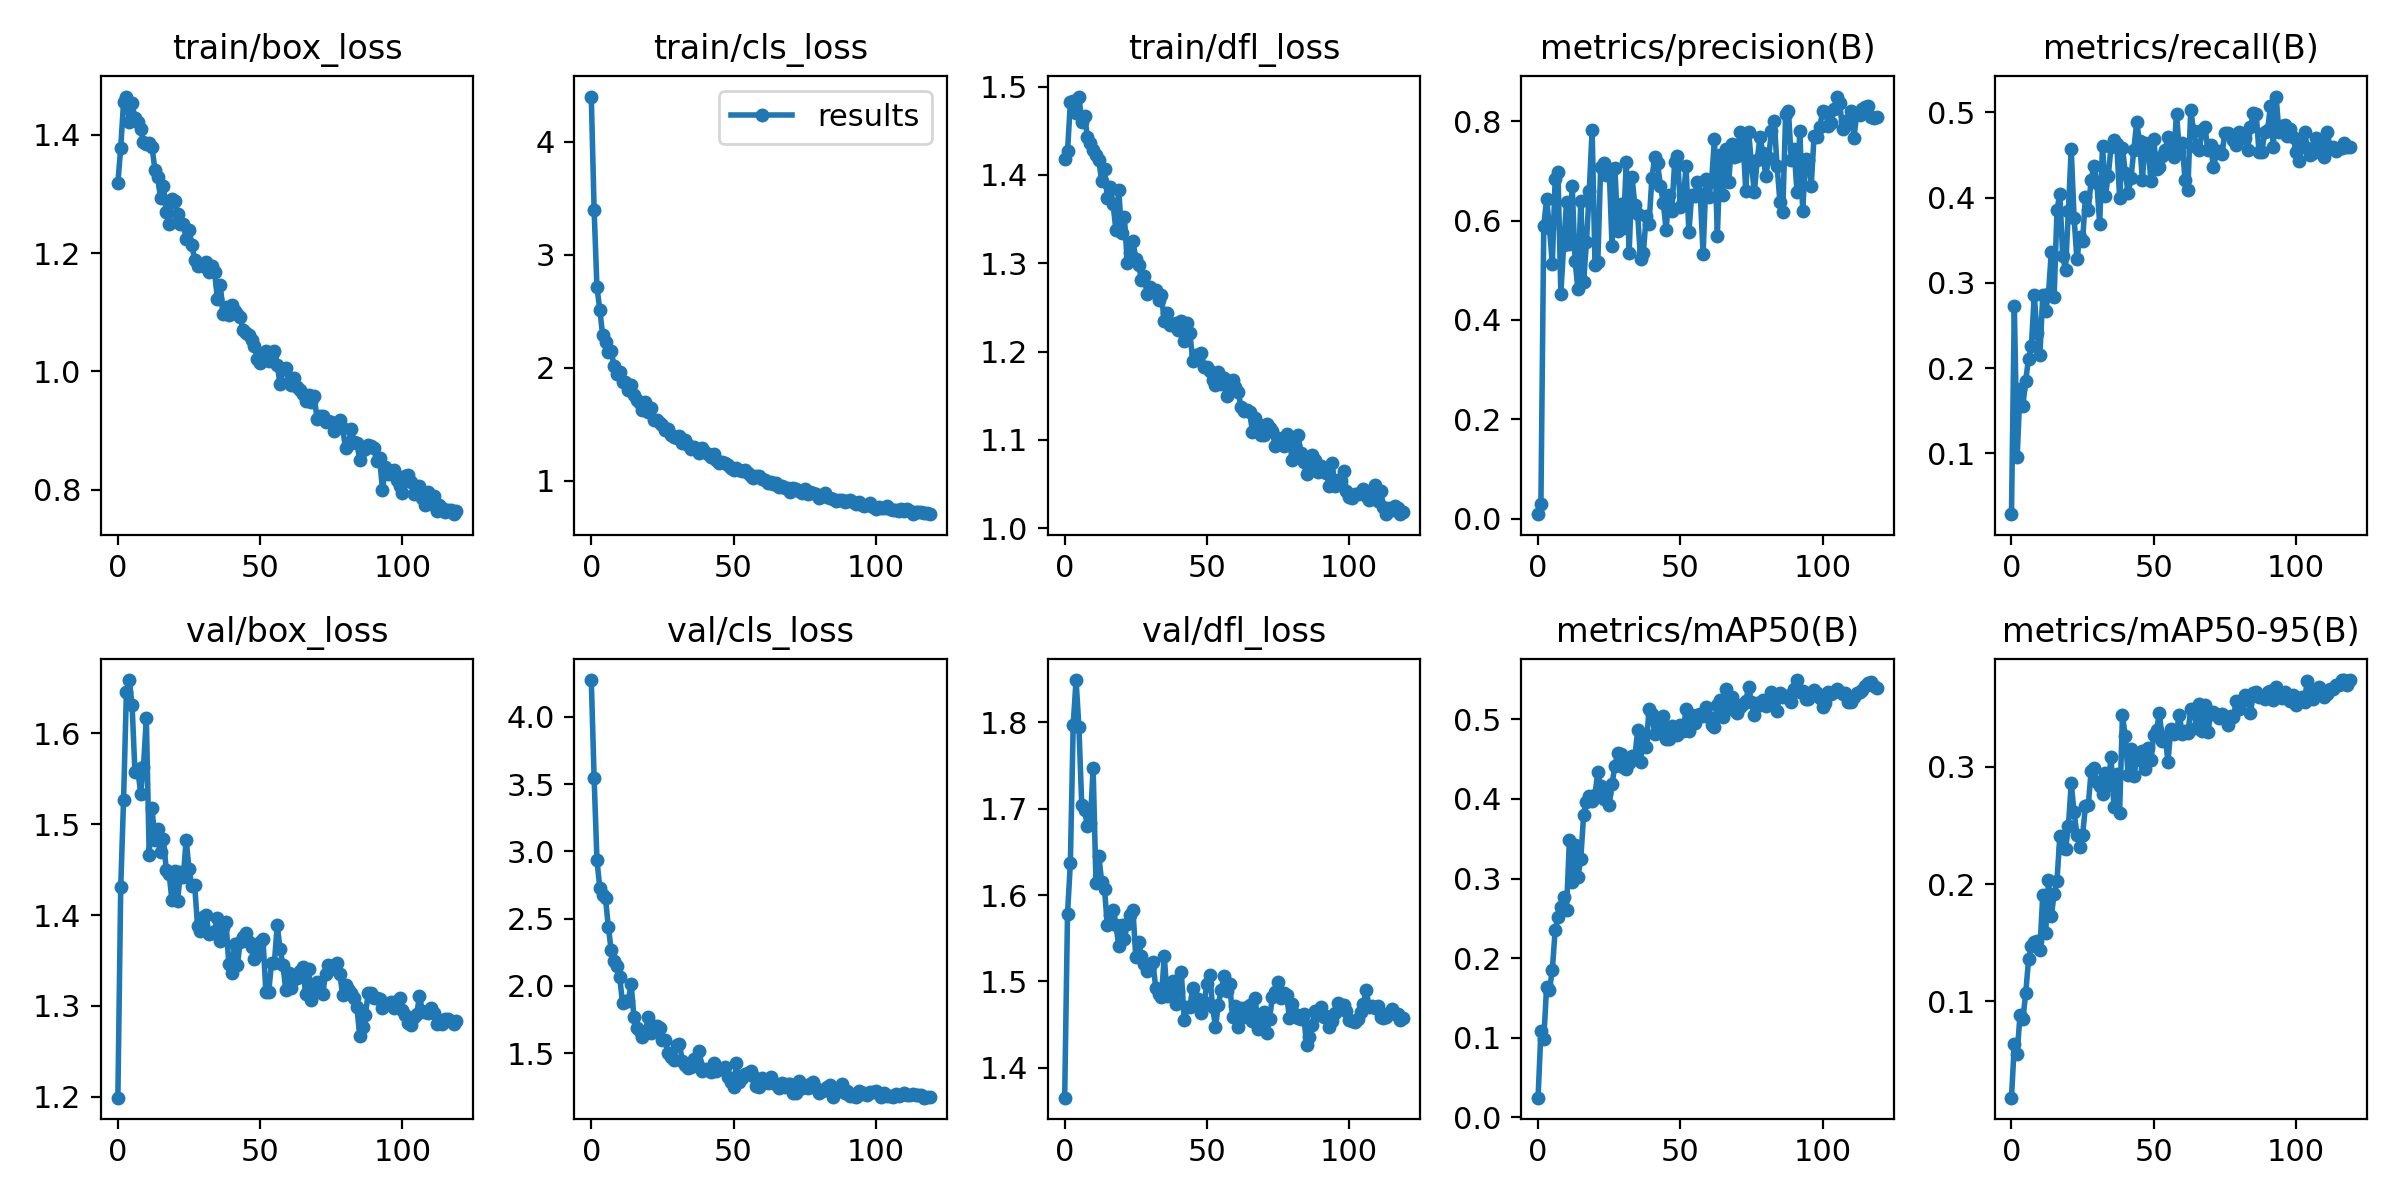 train/box_loss
1.4
1.2
1.0
0.8
0 50 100
train/cls_loss
results
4
3
2
1
0 50 100
train/dfl_loss
1.5
1.4
1.3
1.2
1.1
1.0
0 50 100
metrics/precision(B)
0.8
0.6
0.4
0.2
0.0
0 50 100
metrics/recall(B)
0.5
0.4
0.3
0.2
0.1
0 50 100
val/box_loss
1.6
1.5
1.4
1.3
1.2
0 50 100
val/cls_loss
4.0
3.5
3.0
2.5
2.0
1.5
0 50 100
val/dfl_loss
1.8
1.7
1.6
1.5
1.4
0 50 100
metrics/mAP50(B)
0.5
0.4
0.3
0.2
0.1
0.0
0 50 100
metrics/mAP50-95(B)
0.3
0.2
0.1
0 50 100